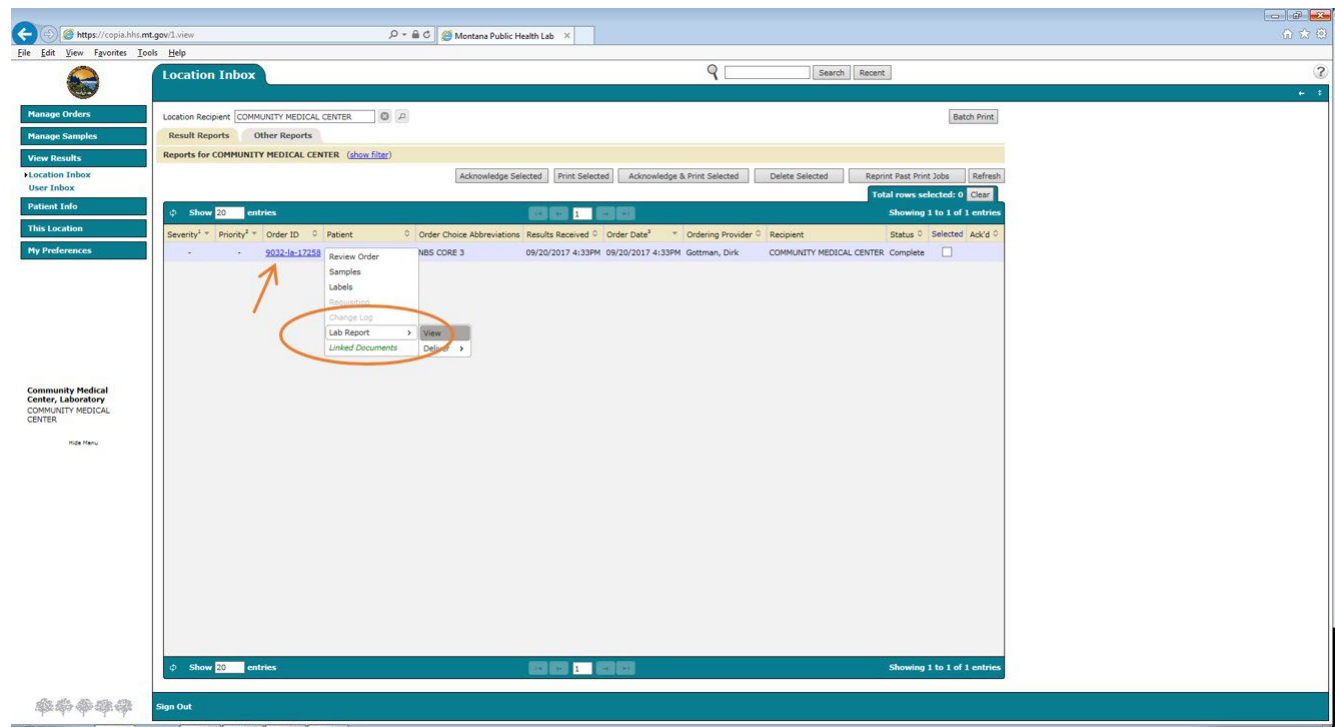 https://copia.hhs.mt.gov/1.view
Montana Public Health Lab
File Edit View Favorites Tools Help
Location Inbox
Search Recent
Manage Orders
Manage Samples
View Results
Location Inbox
User Inbox
Patient Info
This Location
My Preferences
Community Medical
Center, Laboratory
COMMUNITY MEDICAL
CENTER
Hide Menu
Location Recipient COMMUNITY MEDICAL CENTER
Batch Print
Result Reports Other Reports
Reports for COMMUNITY MEDICAL CENTER (show filter)
Acknowledge Selected Print Selected Acknowledge & Print Selected Delete Selected Reprint Past Print Jobs Refresh
Total rows selected: 0 Clear
Show 20 entries 1 Showing 1 to 1 of 1 entries
Severity¹ Priority² Order ID Patient Order Choice Abbreviations Results Received Order Date³ Ordering Provider Recipient Status Selected Ack'd
- - 9032-la-17258 NBS CORE 3 09/20/2017 4:33PM 09/20/2017 4:33PM Gottman, Dirk COMMUNITY MEDICAL CENTER Complete
Review Order
Samples
Labels
Requisition
Change Log
Lab Report > View
Linked Documents Deliver >
Show 20 entries 1 Showing 1 to 1 of 1 entries
Sign Out